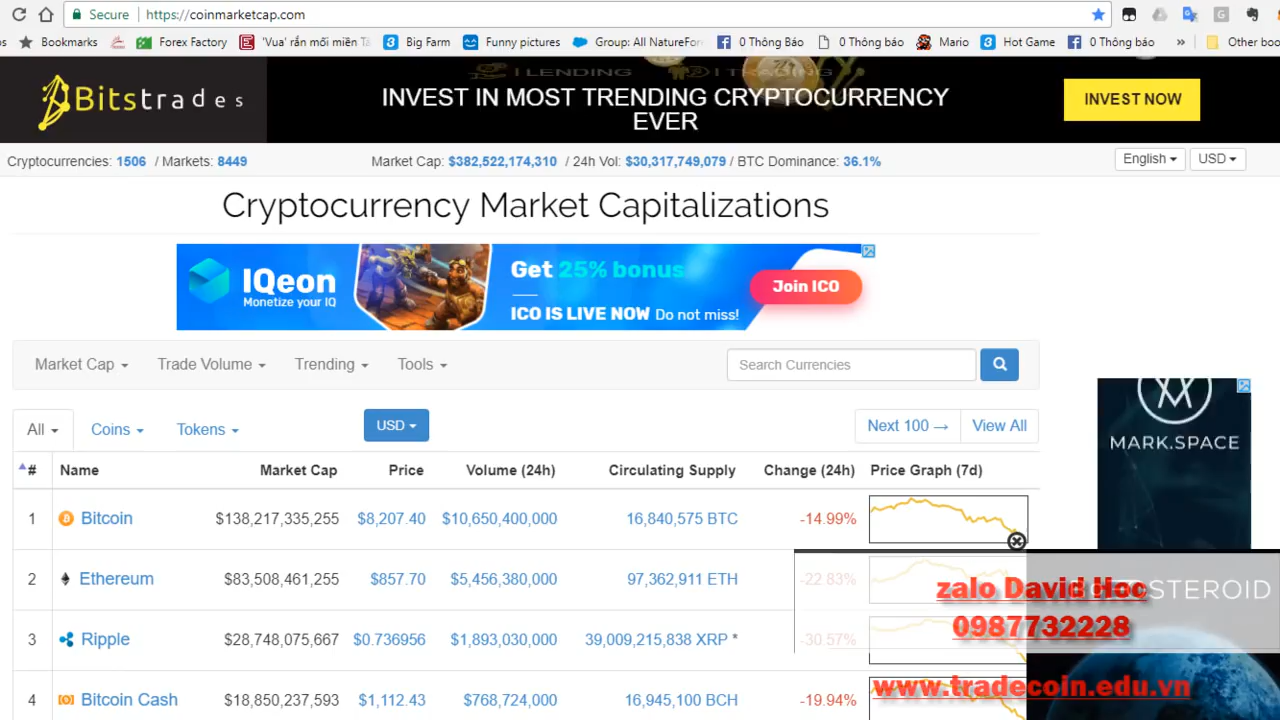 Secure https://coinmarketcap.com
Bookmarks Forex Factory 'Vua' rắn mối miền Tâ Big Farm Funny pictures Group: All NatureFor 0 Thông Báo 0 Thông báo Mario Hot Game 0 Thông Báo » Other boo
Bitstrades
LENDING TRADING
INVEST IN MOST TRENDING CRYPTOCURRENCY
EVER
INVEST NOW
Cryptocurrencies: 1506 / Markets: 8449 Market Cap: $382,522,174,310 / 24h Vol: $30,317,749,079 / BTC Dominance: 36.1% English USD
Cryptocurrency Market Capitalizations
IQeon
Monetize your IQ
Get 25% bonus
ICO IS LIVE NOW Do not miss!
Join ICO
Market Cap Trade Volume Trending Tools Search Currencies
MARK.SPACE
All Coins Tokens USD Next 100 → View All
# Name Market Cap Price Volume (24h) Circulating Supply Change (24h) Price Graph (7d)
1 Bitcoin $138,217,335,255 $8,207.40 $10,650,400,000 16,840,575 BTC -14.99%
2 Ethereum $83,508,461,255 $857.70 $5,456,380,000 97,362,911 ETH -22.83%
3 Ripple $28,748,075,667 $0.736956 $1,893,030,000 39,009,215,838 XRP * -30.57%
4 Bitcoin Cash $18,850,237,593 $1,112.43 $768,724,000 16,945,100 BCH -19.94%
zalo David Hoc
0987732228
www.tradecoin.edu.vn